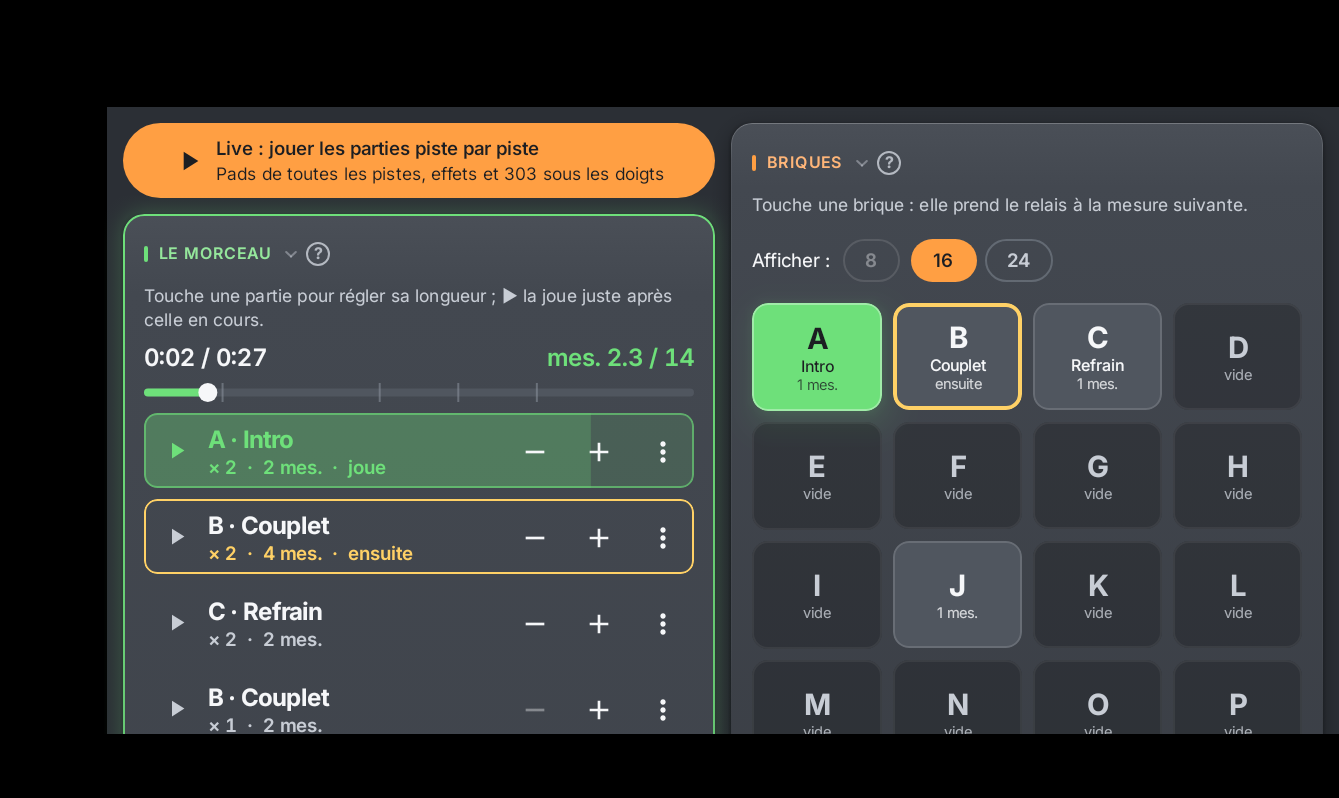 Live : jouer les parties piste par piste
Pads de toutes les pistes, effets et 303 sous les doigts
LE MORCEAU ?
Touche une partie pour régler sa longueur ; ▶ la joue juste après
celle en cours.
0:02 / 0:27 mes. 2.3 / 14
A · Intro
× 2 · 2 mes. · joue
B · Couplet
× 2 · 4 mes. · ensuite
C · Refrain
× 2 · 2 mes.
B · Couplet
× 1 · 2 mes.
BRIQUES ?
Touche une brique : elle prend le relais à la mesure suivante.
Afficher : 8 16 24
A
Intro
1 mes.
B
Couplet
ensuite
C
Refrain
1 mes.
D
vide
E
vide
F
vide
G
vide
H
vide
I
vide
J
1 mes.
K
vide
L
vide
M
vide
N
vide
O
vide
P
vide